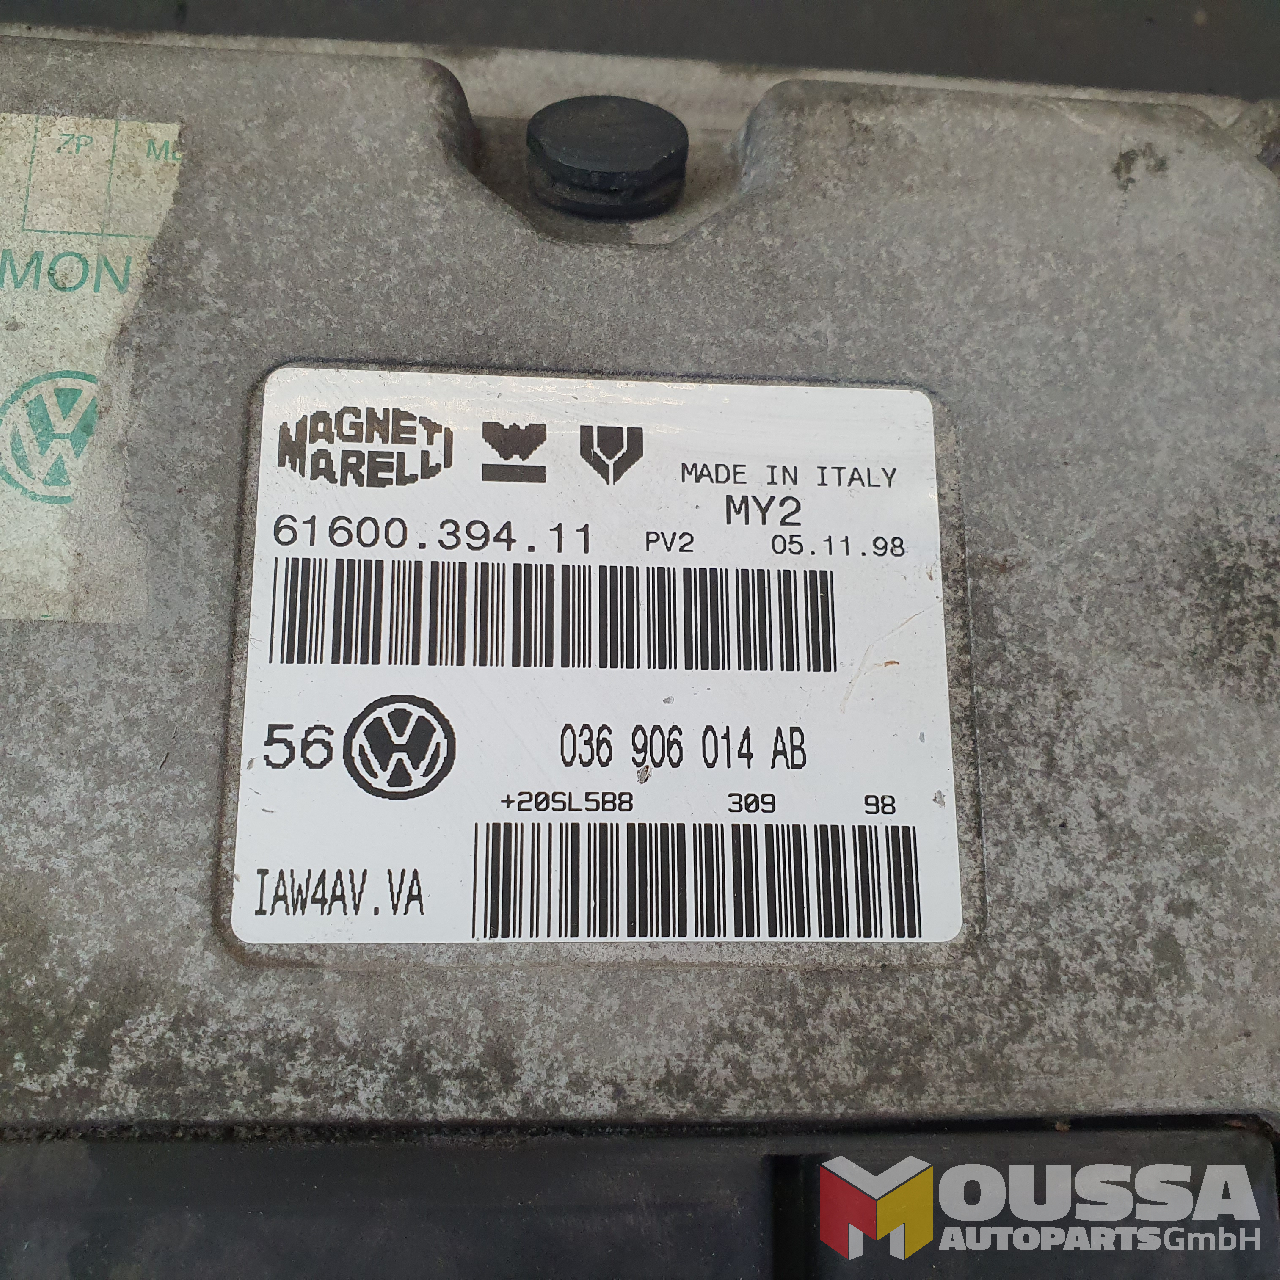 7P
MON
MAGNETI MARELLI
MADE IN ITALY
MY2
61600.394.11 PV2 05.11.98
56 036 906 014 AB
+20SL5B8 309 98
IAW4AV.VA
MOUSSA
AUTOPARTS GmbH